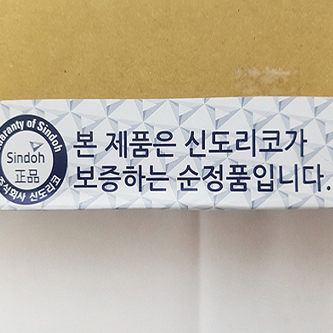 Warranty of Sindoh
Sindoh
正品
주식회사 신도리코
본 제품은 신도리코가
보증하는 순정품입니다.